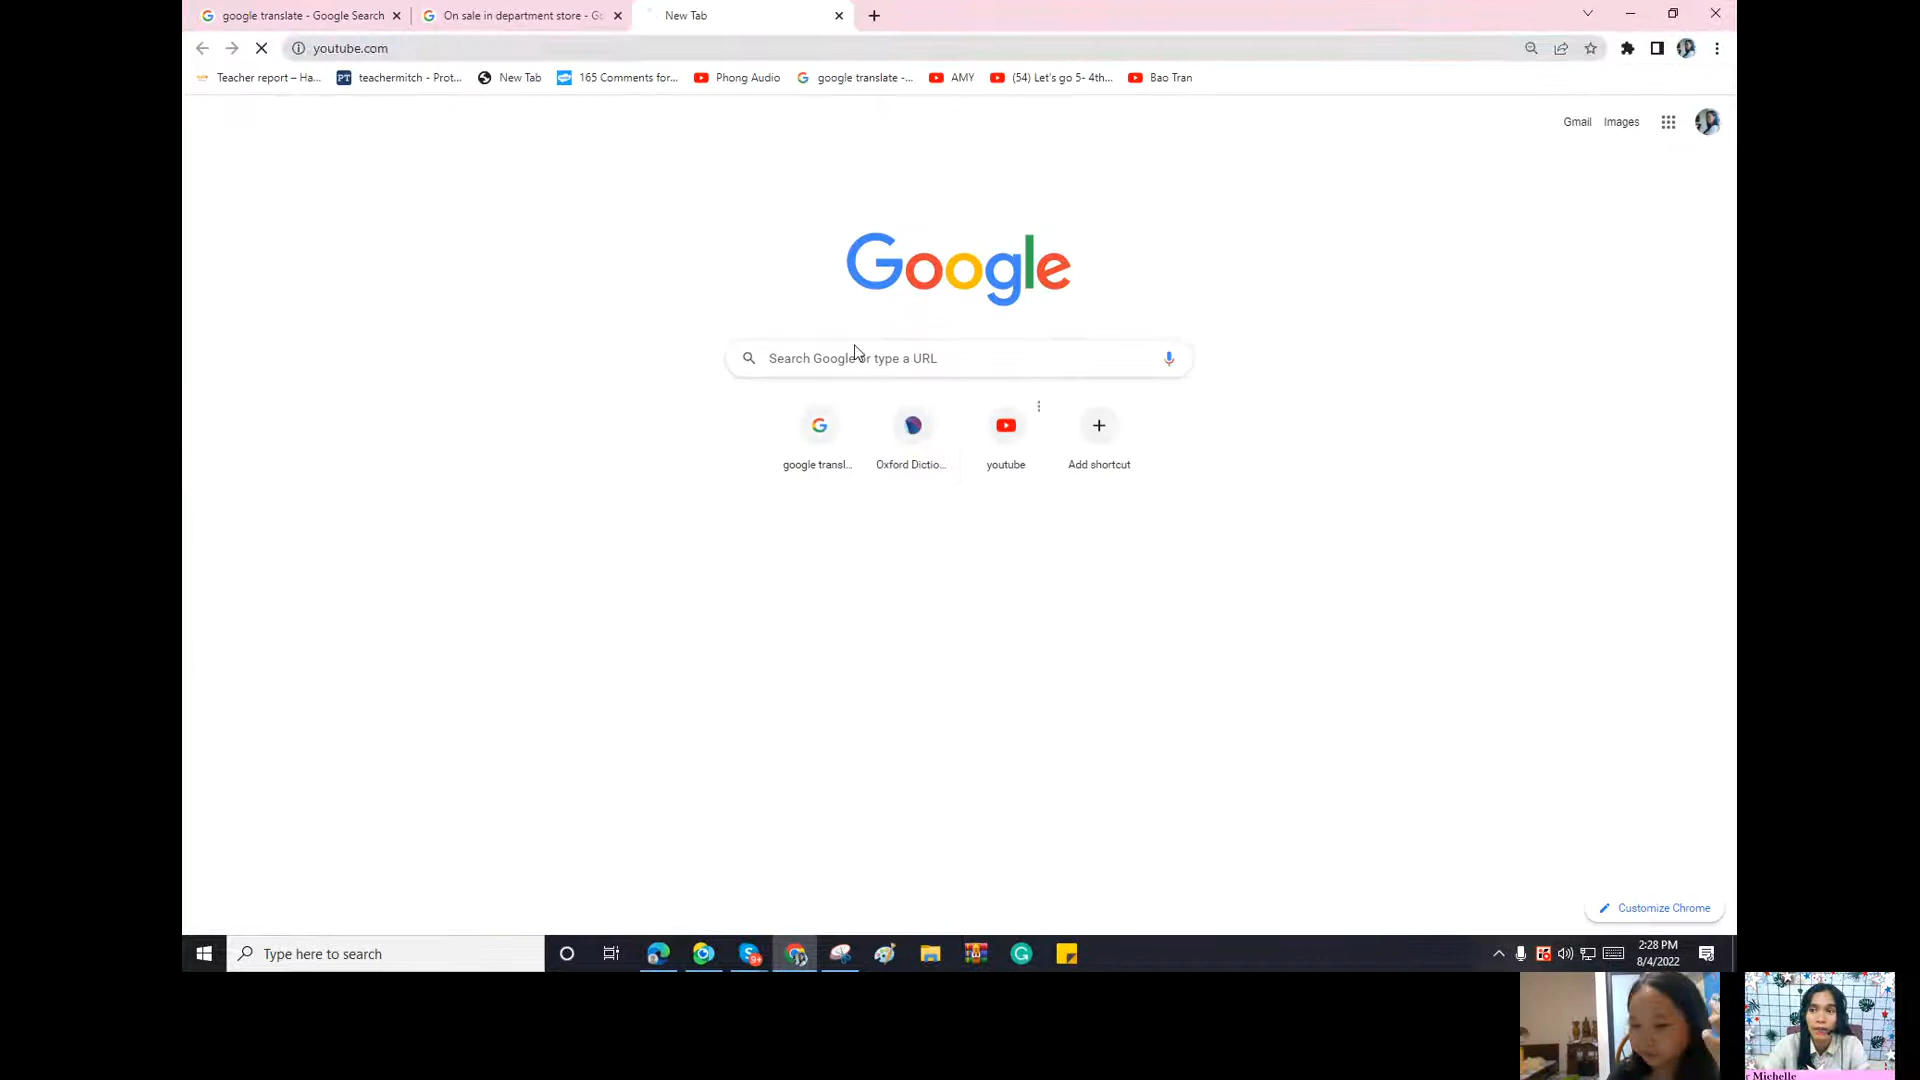 google translate - Google Search
On sale in department store - Go
New Tab
youtube.com
Teacher report – Ha...
PT
teachermitch - Prot...
New Tab
165 Comments for...
Phong Audio
google translate -...
AMY
(54) Let's go 5- 4th...
Bao Tran
Gmail
Images
Google
Search Google or type a URL
google transl...
Oxford Dictio...
youtube
Add shortcut
Customize Chrome
Type here to search
2:28 PM
8/4/2022
r Michelle